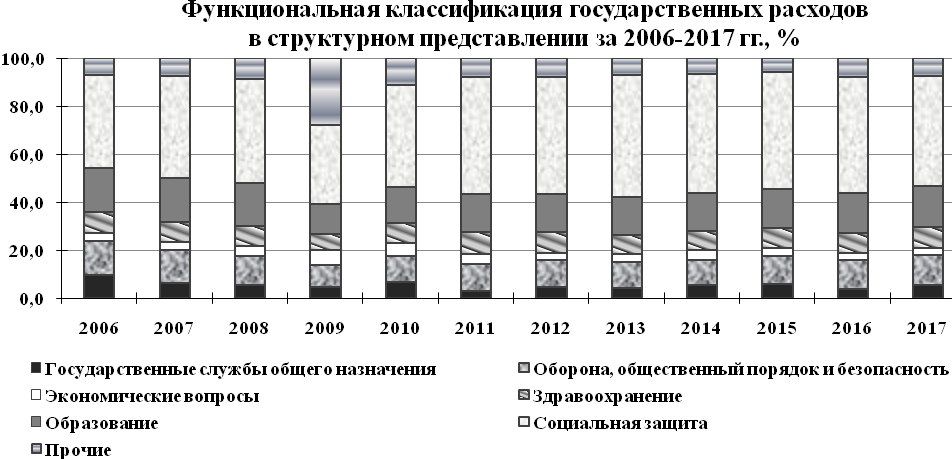 Функциональная классификация государственных расходов
в структурном представлении за 2006-2017 гг., %
100,0
80,0
60,0
40,0
20,0
0,0
2006 2007 2008 2009 2010 2011 2012 2013 2014 2015 2016 2017
Государственные службы общего назначения
Оборона, общественный порядок и безопасность
Экономические вопросы
Здравоохранение
Образование
Социальная защита
Прочие